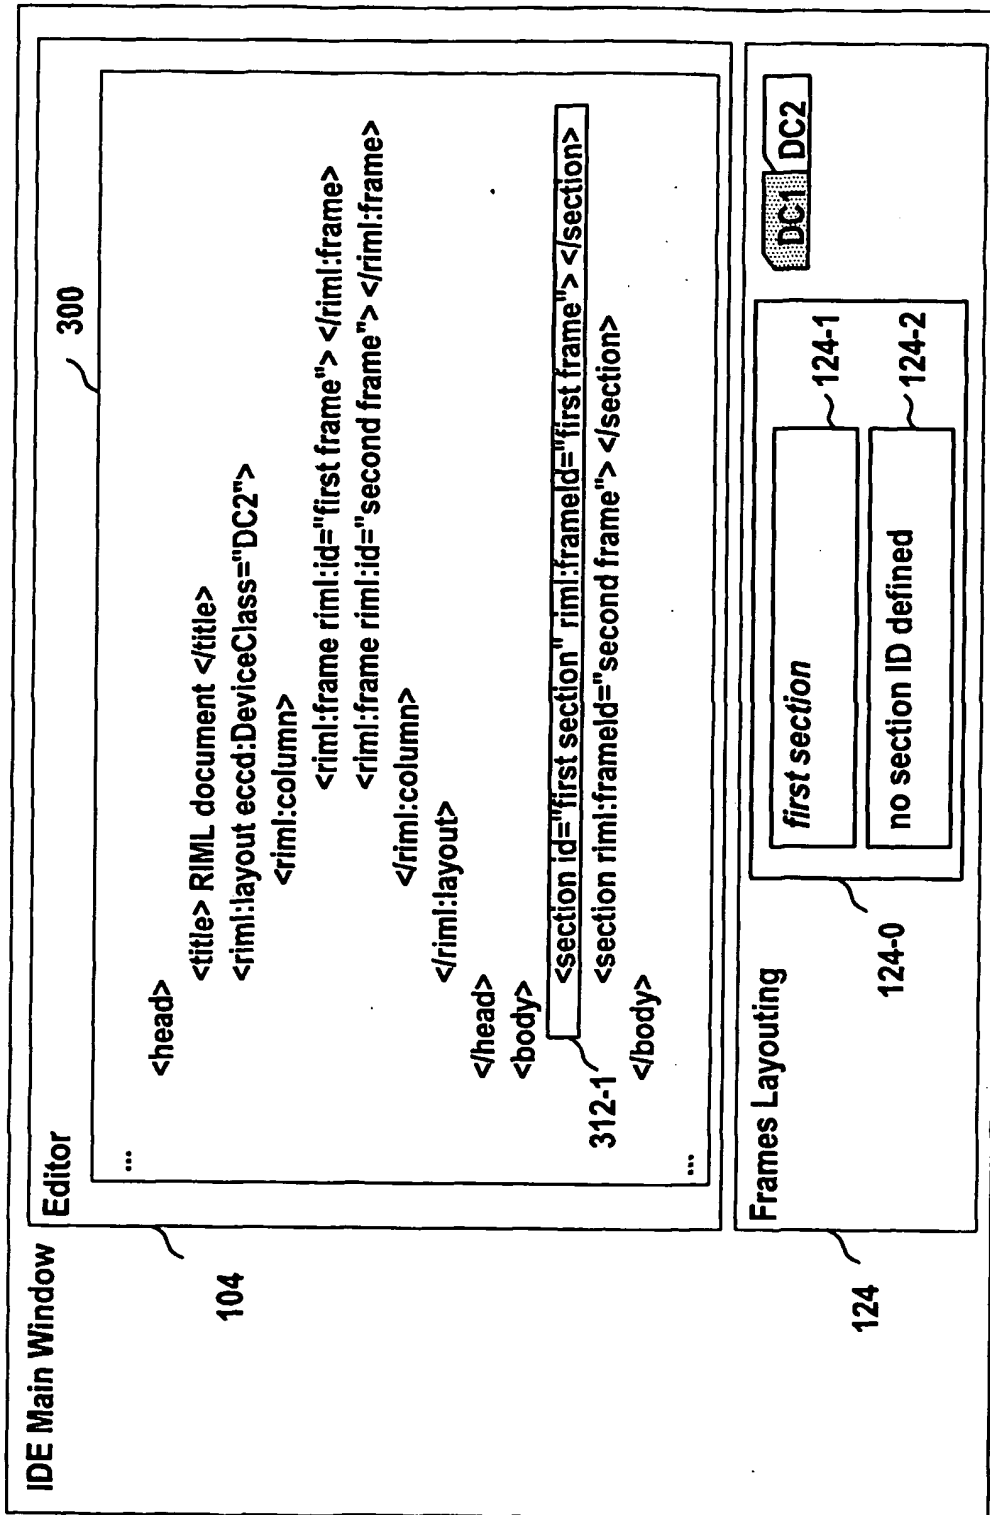 IDE Main Window
Editor
300
104
...
<head>
<title> RIML document </title>
<riml:layout eccd:DeviceClass="DC2">
<riml:column>
<riml:frame riml:id="first frame"> </riml:frame>
<riml:frame riml:id="second frame"> </riml:frame>
</riml:column>
</riml:layout>
</head>
<body>
<section id="first section" riml:frameId="first frame"> </section>
312-1
<section riml:frameId="second frame"> </section>
</body>
...
Frames Layouting
124
124-0
first section
124-1
no section ID defined
124-2
DC1
DC2